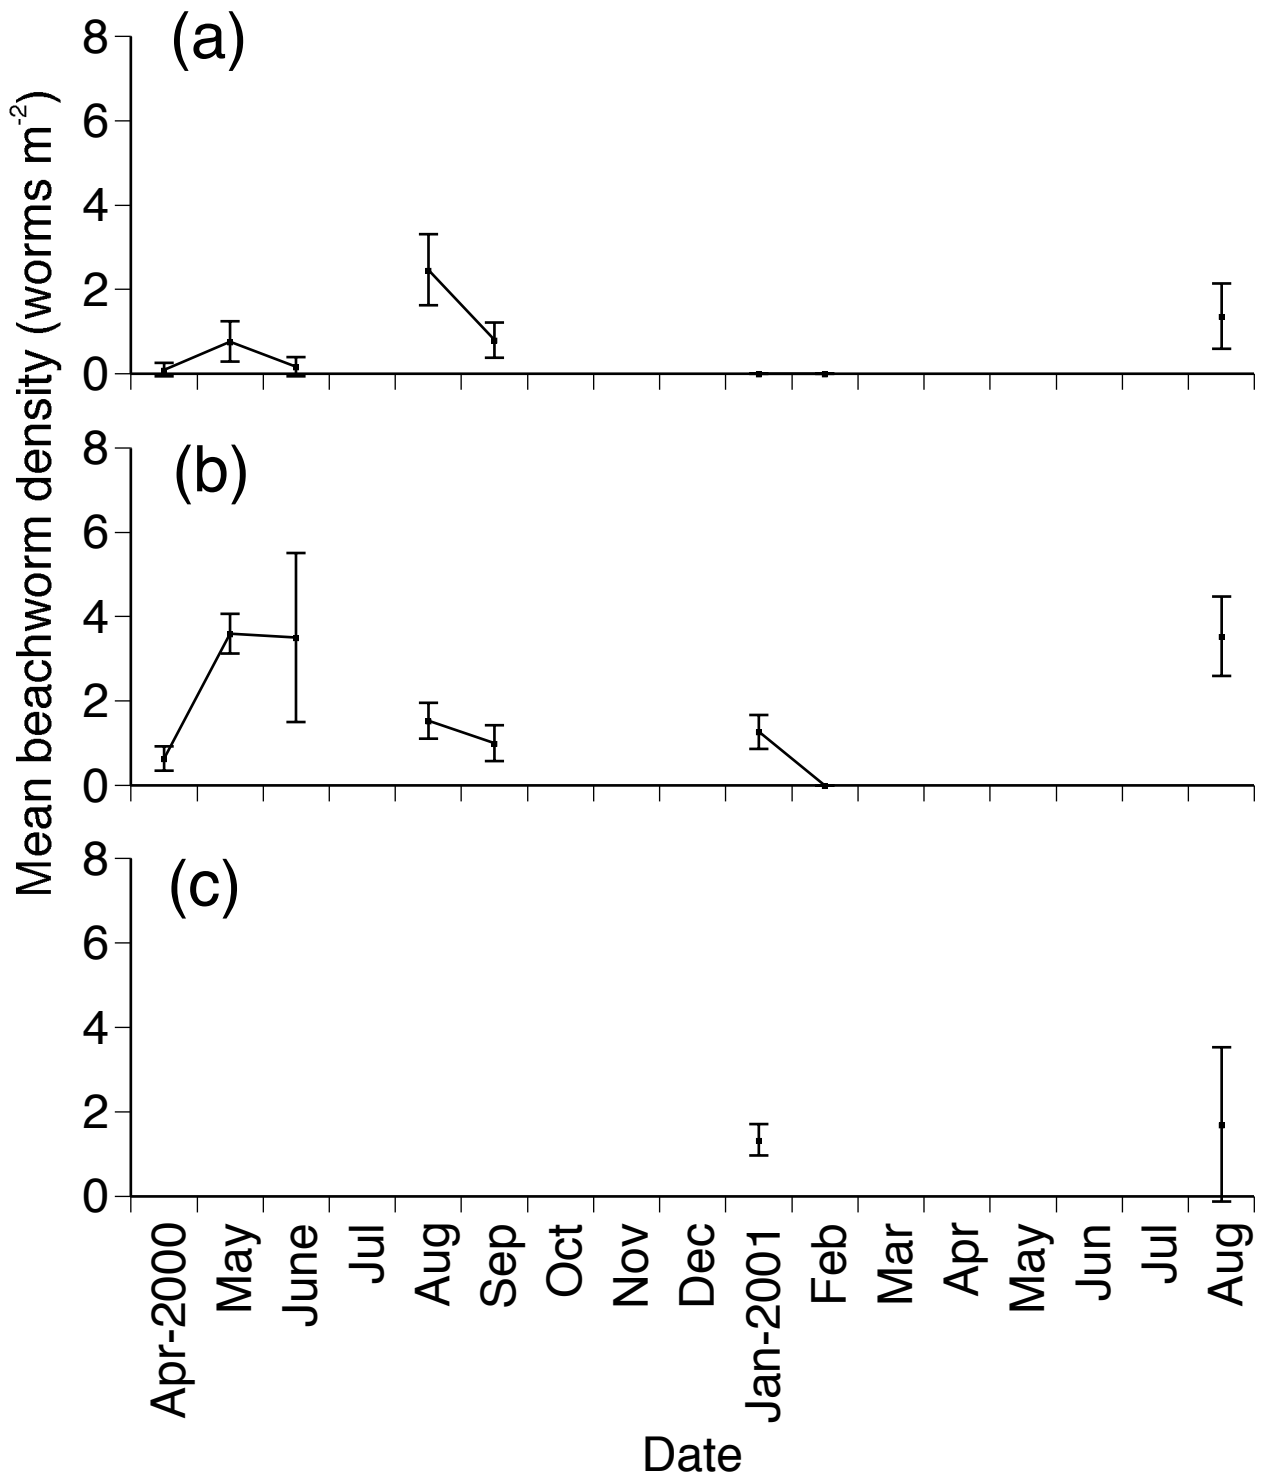 Mean beachworm density (worms m-2)
(a)
8
6
4
2
0
(b)
8
6
4
2
0
(c)
8
6
4
2
0
Apr-2000
May
June
Jul
Aug
Sep
Oct
Nov
Dec
Jan-2001
Feb
Mar
Apr
May
Jun
Jul
Aug
Date